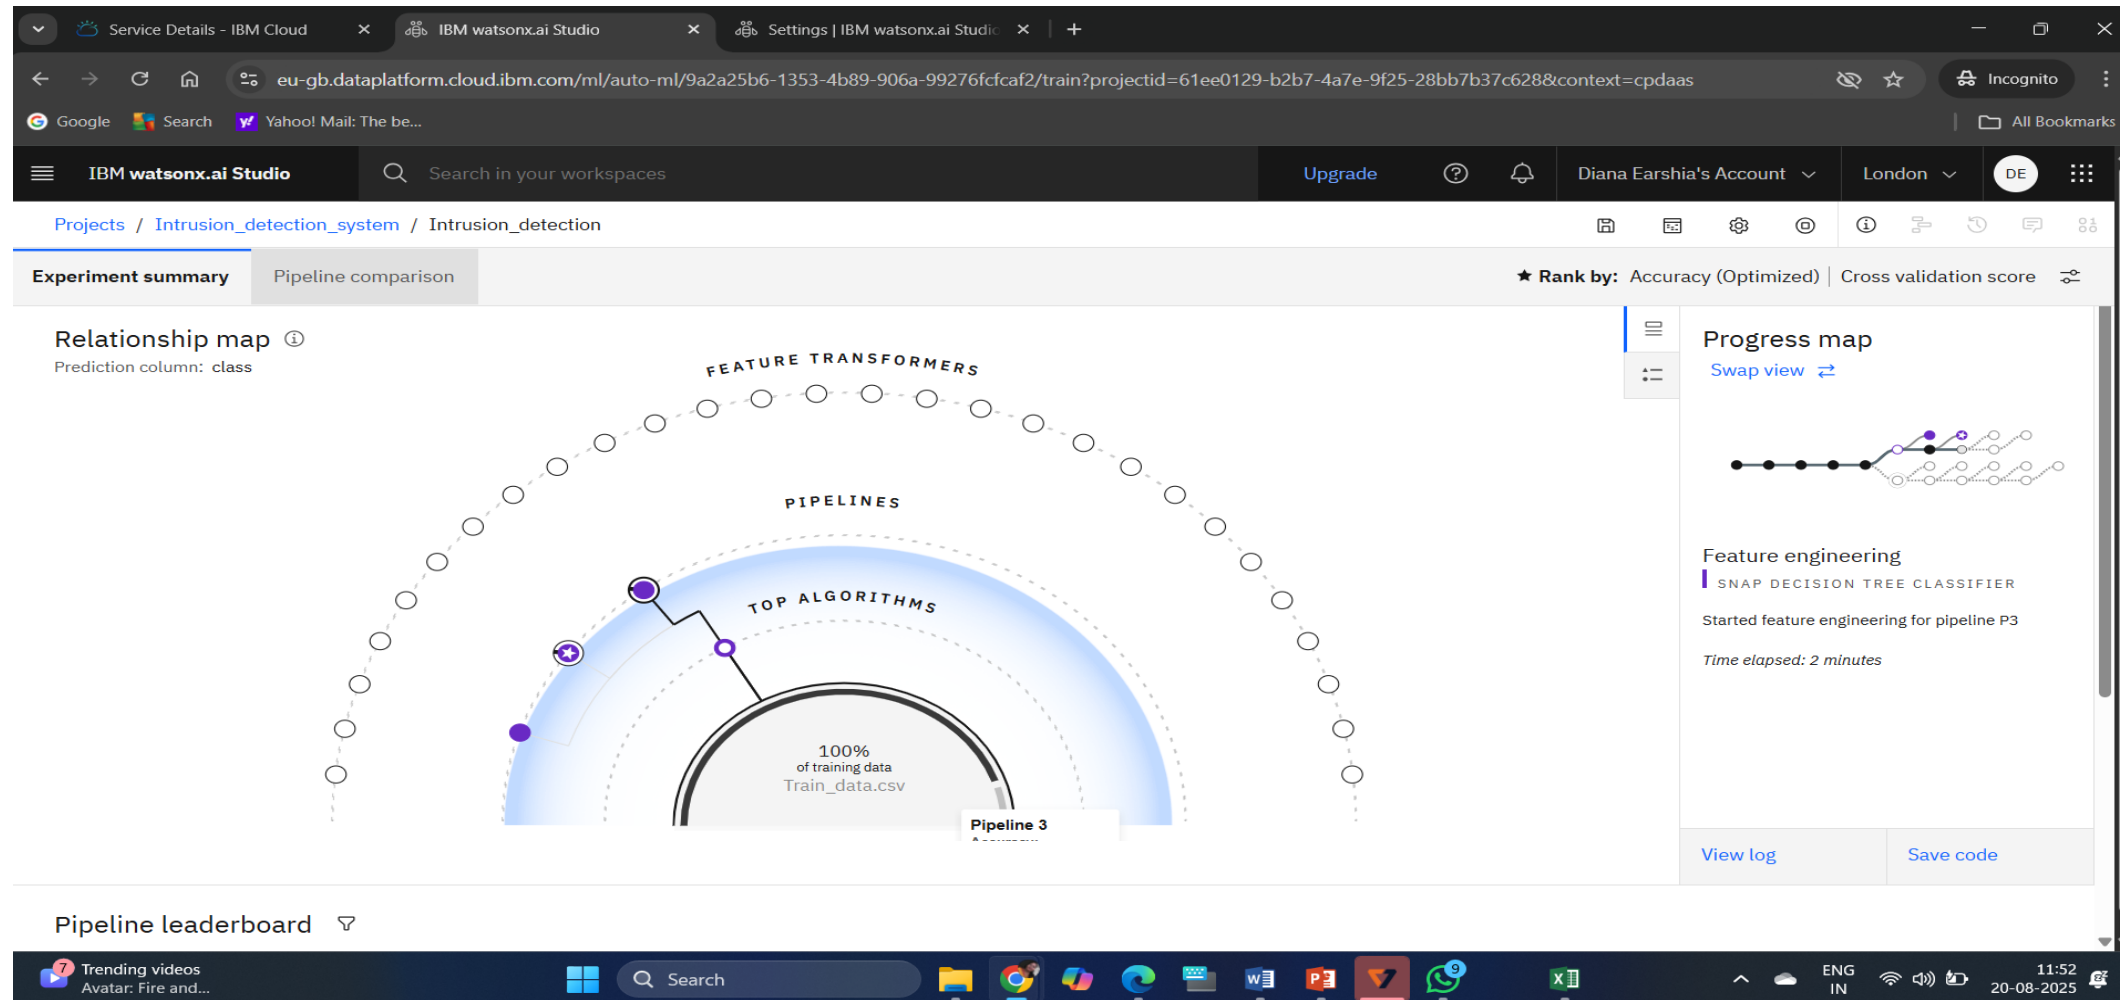 Service Details - IBM Cloud
IBM watsonx.ai Studio
Settings | IBM watsonx.ai Studio
eu-gb.dataplatform.cloud.ibm.com/ml/auto-ml/9a2a25b6-1353-4b89-906a-99276fcfcaf2/train?projectid=61ee0129-b2b7-4a7e-9f25-28bb7b37c628&context=cpdaas
Incognito
Google
Search
Yahoo! Mail: The be...
All Bookmarks
IBM watsonx.ai Studio
Search in your workspaces
Upgrade
Diana Earshia's Account
London
DE
Projects / Intrusion_detection_system / Intrusion_detection
Experiment summary
Pipeline comparison
Rank by: Accuracy (Optimized) | Cross validation score
Relationship map
Prediction column: class
FEATURE TRANSFORMERS
PIPELINES
TOP ALGORITHMS
100%
of training data
Train_data.csv
Pipeline 3
Progress map
Swap view
Feature engineering
SNAP DECISION TREE CLASSIFIER
Started feature engineering for pipeline P3
Time elapsed: 2 minutes
View log
Save code
Pipeline leaderboard
7
Trending videos
Avatar: Fire and...
Search
9
ENG
IN
11:52
20-08-2025